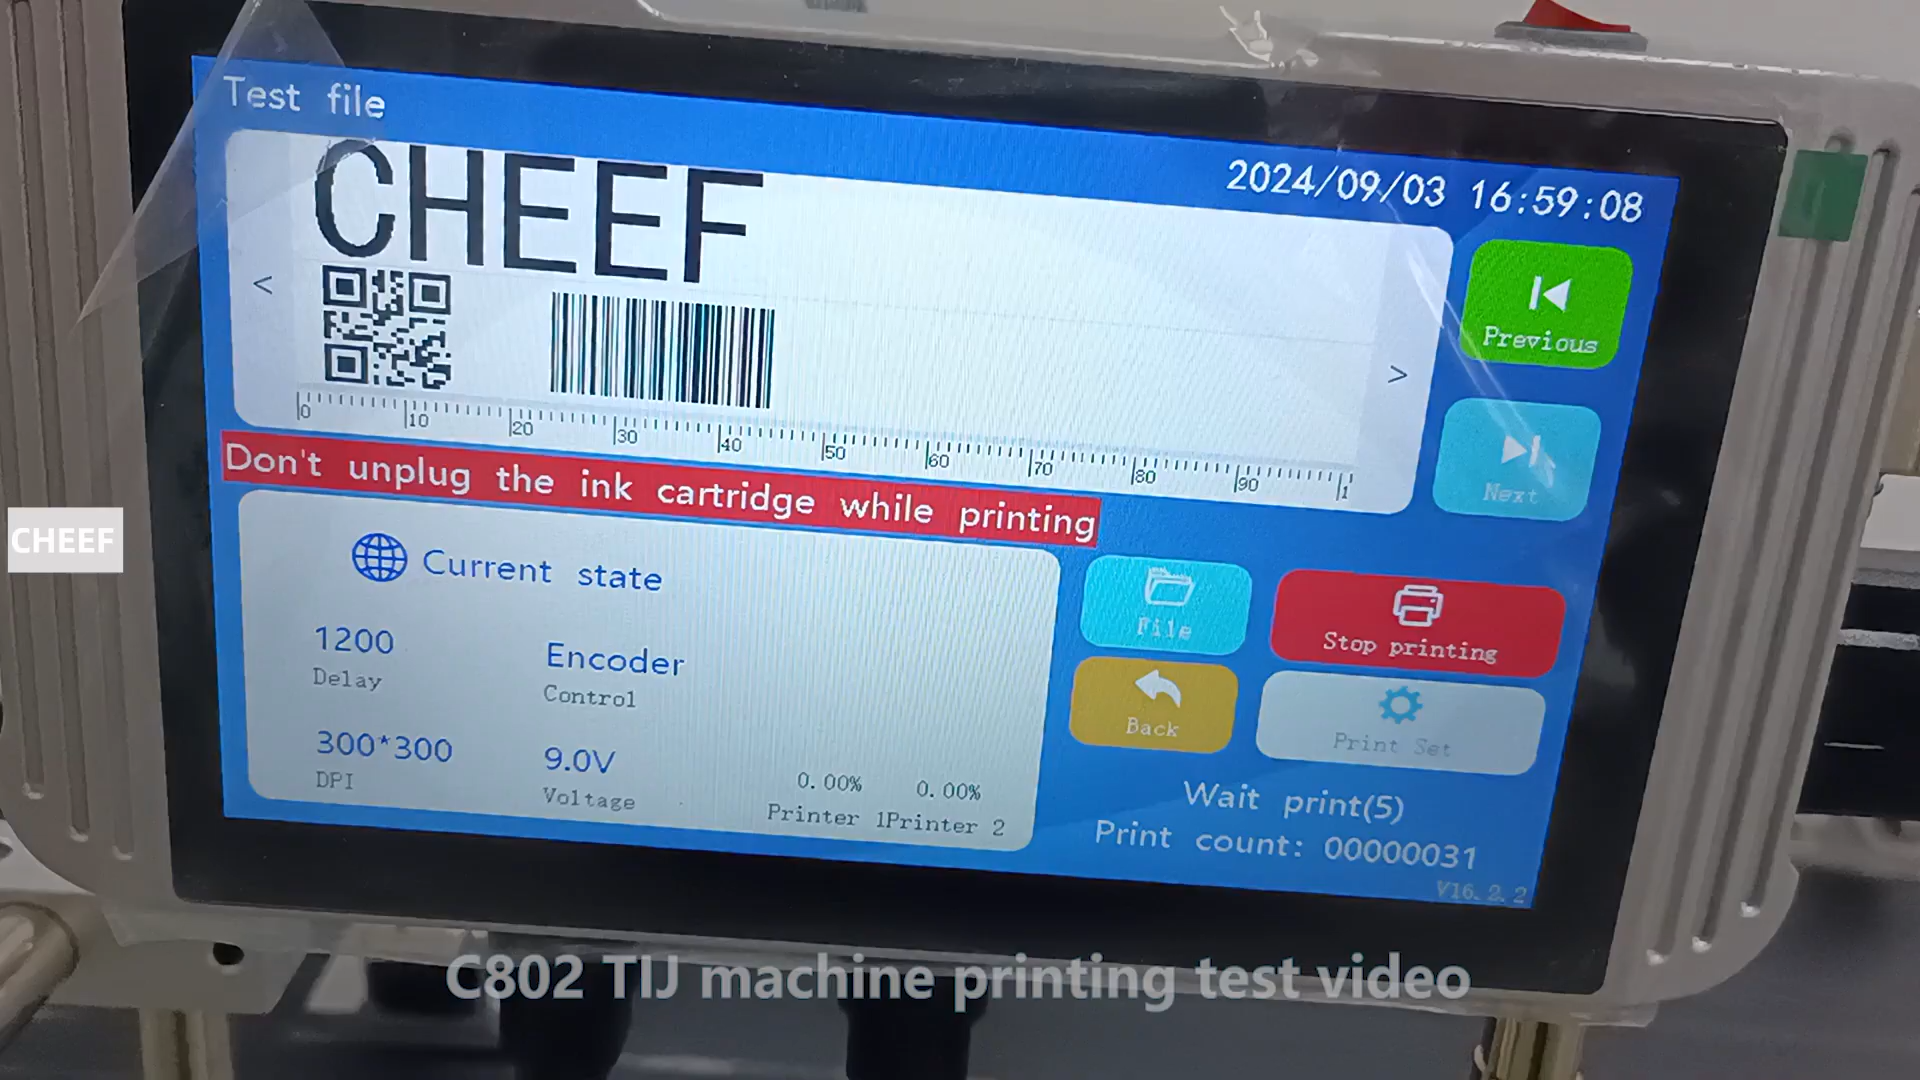 Test file
2024/09/03 16:59:08
CHEEF
<
>
0 10 20 30 40 50 60 70 80 90 1
Previous
Next
Don't unplug the ink cartridge while printing
Current state
1200
Delay
Encoder
Control
300*300
DPI
9.0V
Voltage
0.00% 0.00%
Printer 1Printer 2
File
Stop printing
Back
Print Set
Wait print(5)
Print count: 00000031
V16.2.2
CHEEF
C802 TIJ machine printing test video